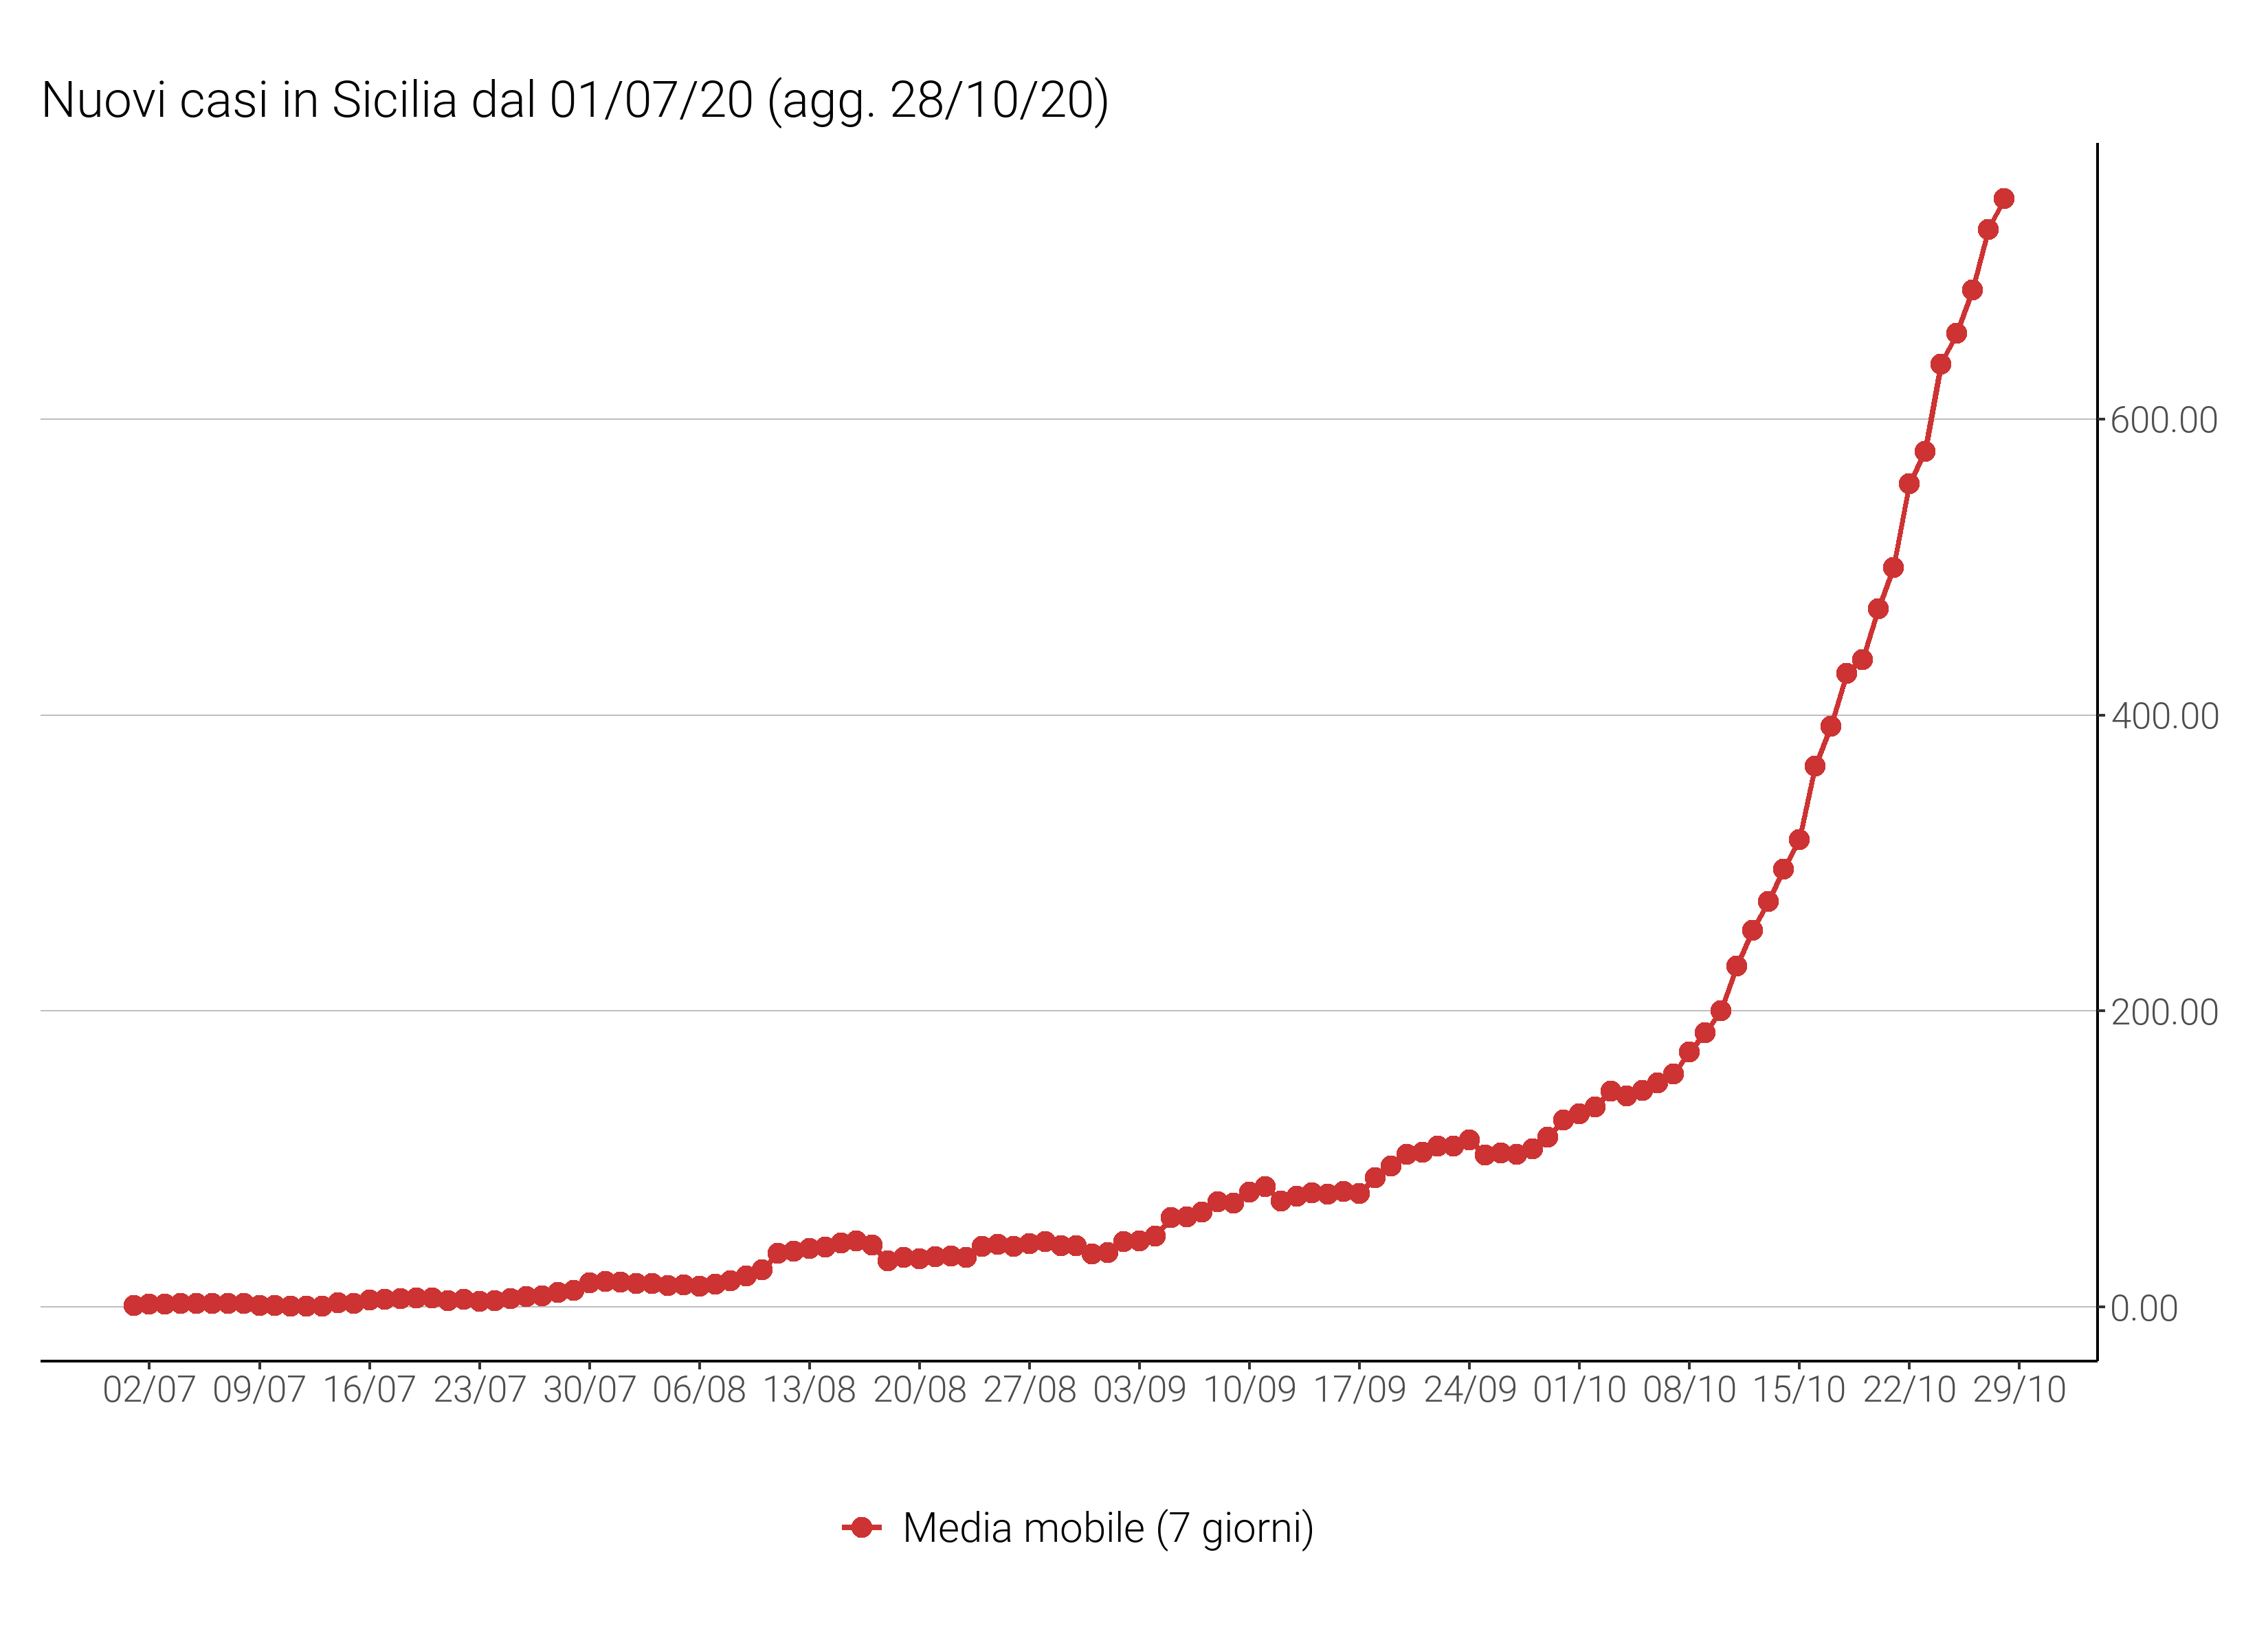 Nuovi casi in Sicilia dal 01/07/20 (agg. 28/10/20)
600.00
400.00
200.00
0.00
02/07 09/07 16/07 23/07 30/07 06/08 13/08 20/08 27/08 03/09 10/09 17/09 24/09 01/10 08/10 15/10 22/10 29/10
Media mobile (7 giorni)